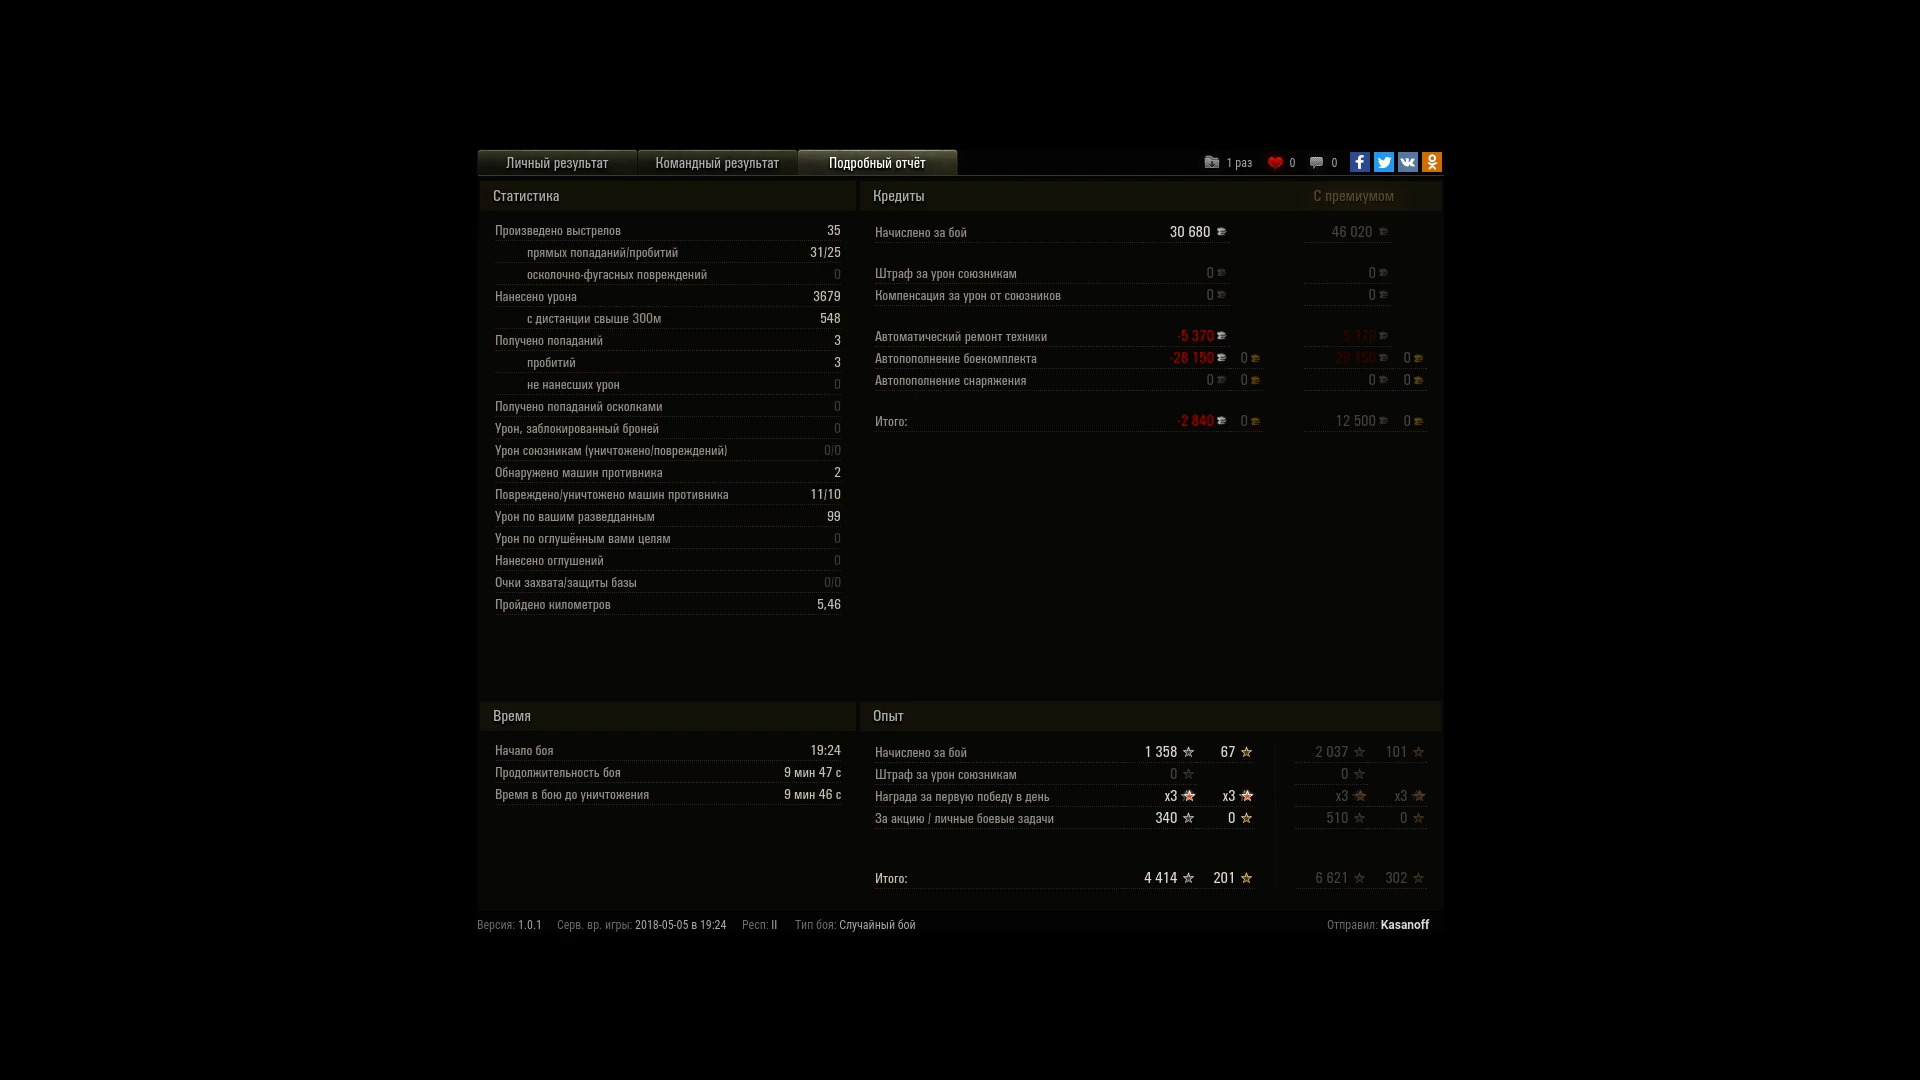 Личный результат Командный результат Подробный отчёт 1 раз 0 0
Статистика
Произведено выстрелов 35
прямых попаданий/пробитий 31/25
осколочно-фугасных повреждений 0
Нанесено урона 3679
с дистанции свыше 300м 548
Получено попаданий 3
пробитий 3
не нанесших урон 0
Получено попаданий осколками 0
Урон, заблокированный броней 0
Урон союзникам (уничтожено/повреждений) 0/0
Обнаружено машин противника 2
Повреждено/уничтожено машин противника 11/10
Урон по вашим разведданным 99
Урон по оглушённым вами целям 0
Нанесено оглушений 0
Очки захвата/защиты базы 0/0
Пройдено километров 5,46
Кредиты С премиумом
Начислено за бой 30 680 46 020
Штраф за урон союзникам 0 0
Компенсация за урон от союзников 0 0
Автоматический ремонт техники -5 370 -5 370
Автопополнение боекомплекта -28 150 0 -28 150 0
Автопополнение снаряжения 0 0 0 0
Итого: -2 840 0 12 500 0
Время
Начало боя 19:24
Продолжительность боя 9 мин 47 с
Время в бою до уничтожения 9 мин 46 с
Опыт
Начислено за бой 1 358 67 2 037 101
Штраф за урон союзникам 0 0
Награда за первую победу в день x3 x3 x3 x3
За акцию / личные боевые задачи 340 0 510 0
Итого: 4 414 201 6 621 302
Версия: 1.0.1 Серв. вр. игры: 2018-05-05 в 19:24 Респ: II Тип боя: Случайный бой Отправил: Kasanoff